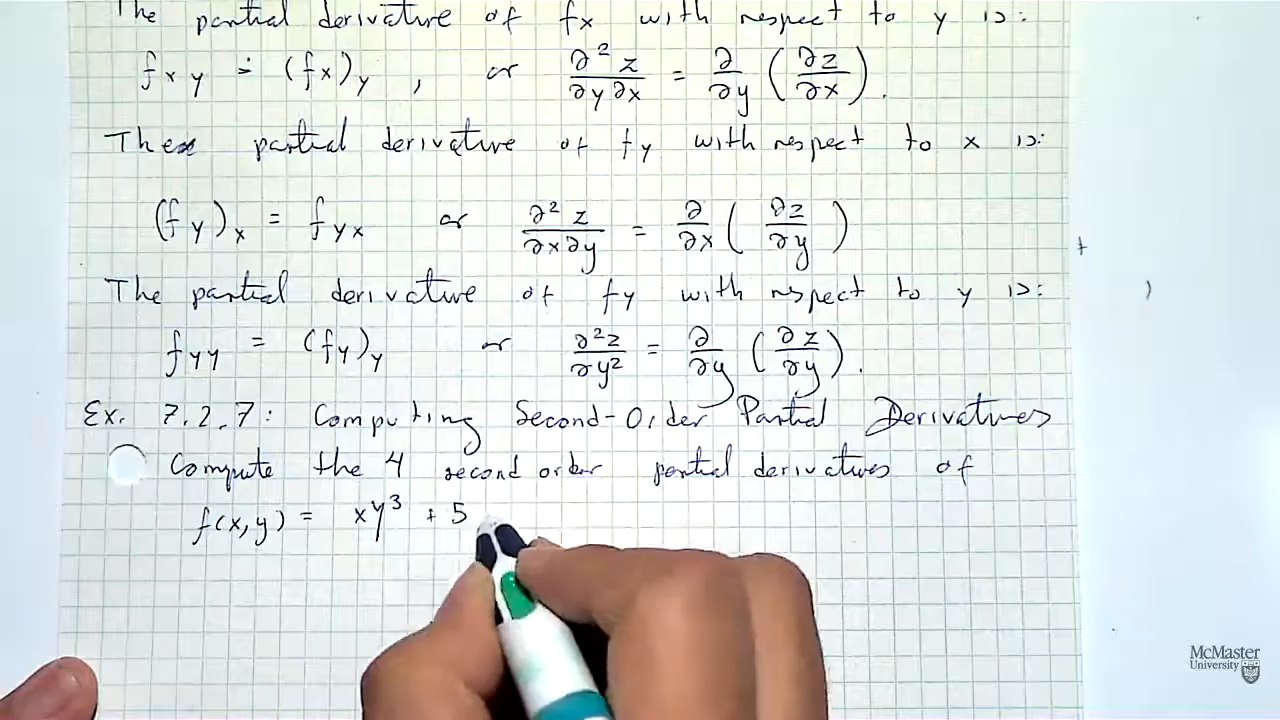 The partial derivative of fx with respect to y is:
fxy = (fx)y , or ∂²z/∂y∂x = ∂/∂y (∂z/∂x).
The partial derivative of fy with respect to x is:
(fy)x = fyx or ∂²z/∂x∂y = ∂/∂x (∂z/∂y)
The partial derivative of fy with respect to y is:
fyy = (fy)y or ∂²z/∂y² = ∂/∂y (∂z/∂y).
Ex. 7.2.7: Computing Second-Order Partial Derivatives
Compute the 4 second order partial derivatives of
f(x,y) = xy³ + 5
McMaster
University